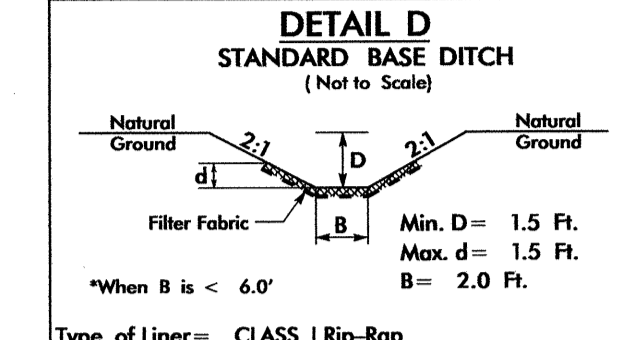 DETAIL D
STANDARD BASE DITCH
( Not to Scale)
Natural
Ground
2:1
D
2:1
Natural
Ground
d
Filter Fabric
B
Min. D= 1.5 Ft.
Max. d= 1.5 Ft.
B= 2.0 Ft.
*When B is < 6.0'
Type of Liner= CLASS I Rip-Rap